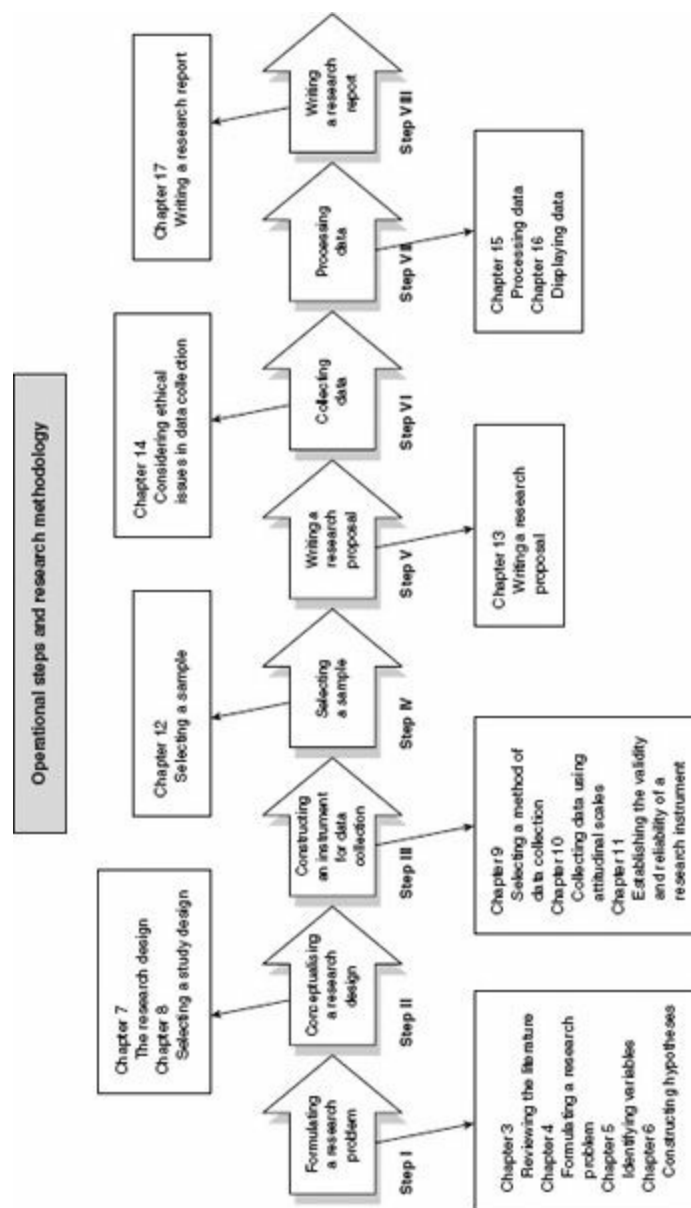 Operational steps and research methodology
Chapter 7
The research design
Chapter 8
Selecting a study design
Chapter 12
Selecting a sample
Chapter 14
Considering ethical
issues in data collection
Chapter 17
Writing a research report
Formulating
a research
problem
Step I
Conceptualising
a research
design
Step II
Constructing
an instrument
for data
collection
Step III
Selecting
a sample
Step IV
Writing a
research
proposal
Step V
Collecting
data
Step VI
Processing
data
Step VII
Writing
a research
report
Step VIII
Chapter 3
Reviewing the literature
Chapter 4
Formulating a research
problem
Chapter 5
Identifying variables
Chapter 6
Constructing hypotheses
Chapter 9
Selecting a method of
data collection
Chapter 10
Collecting data using
attitudinal scales
Chapter 11
Establishing the validity
and reliability of a
research instrument
Chapter 13
Writing a research
proposal
Chapter 15
Processing data
Chapter 16
Displaying data